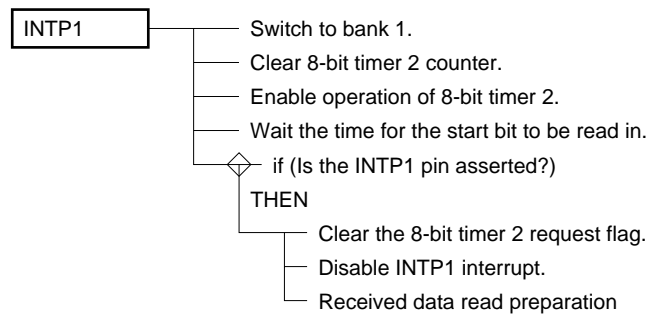 INTP1
Switch to bank 1.
Clear 8-bit timer 2 counter.
Enable operation of 8-bit timer 2.
Wait the time for the start bit to be read in.
if (Is the INTP1 pin asserted?)
THEN
Clear the 8-bit timer 2 request flag.
Disable INTP1 interrupt.
Received data read preparation